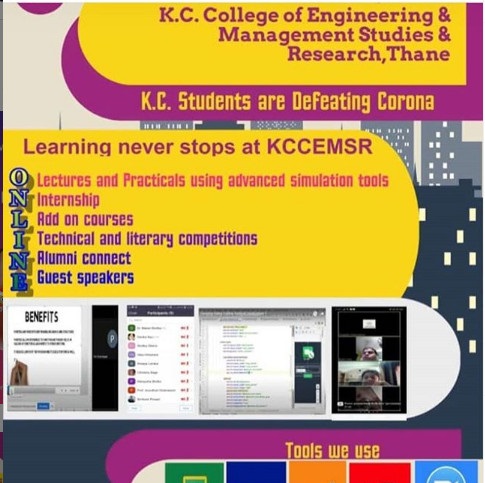 K.C. College of Engineering &
Management Studies &
Research,Thane
K.C. Students are Defeating Corona
Learning never stops at KCCEMSR
ONLINE
Lectures and Practicals using advanced simulation tools
Internship
Add on courses
Technical and literary competitions
Alumni connect
Guest speakers
BENEFITS
Participants
Tools we use